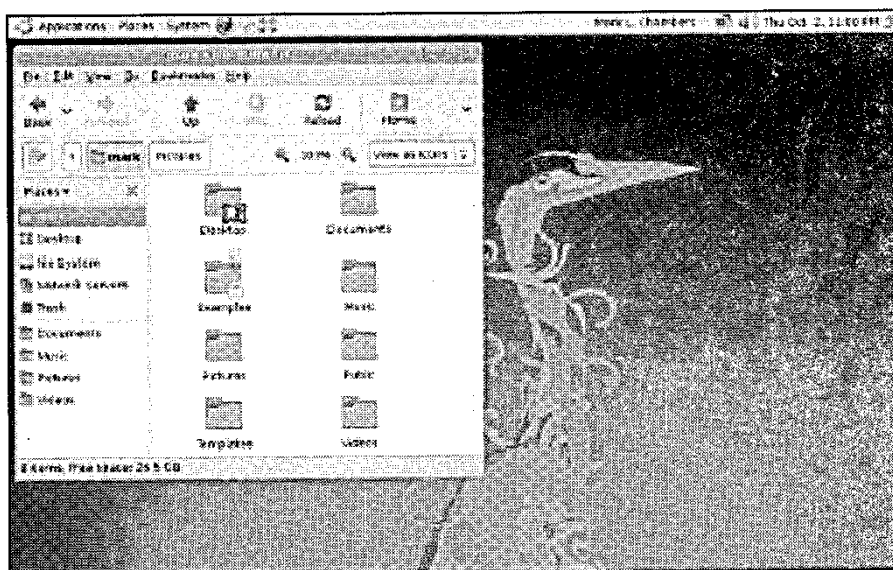 Applications Places System
Mark L. Chambers Thu Oct 2,
File Edit View Go Bookmarks Help
Back Up Reload Home
mark Pictures View as Icons
Places
Desktop
File System
Network Servers
Trash
Documents
Music
Pictures
Videos
Desktop Documents
Examples Music
Pictures Public
Templates Videos
8 items, Free space: 25.5 GB